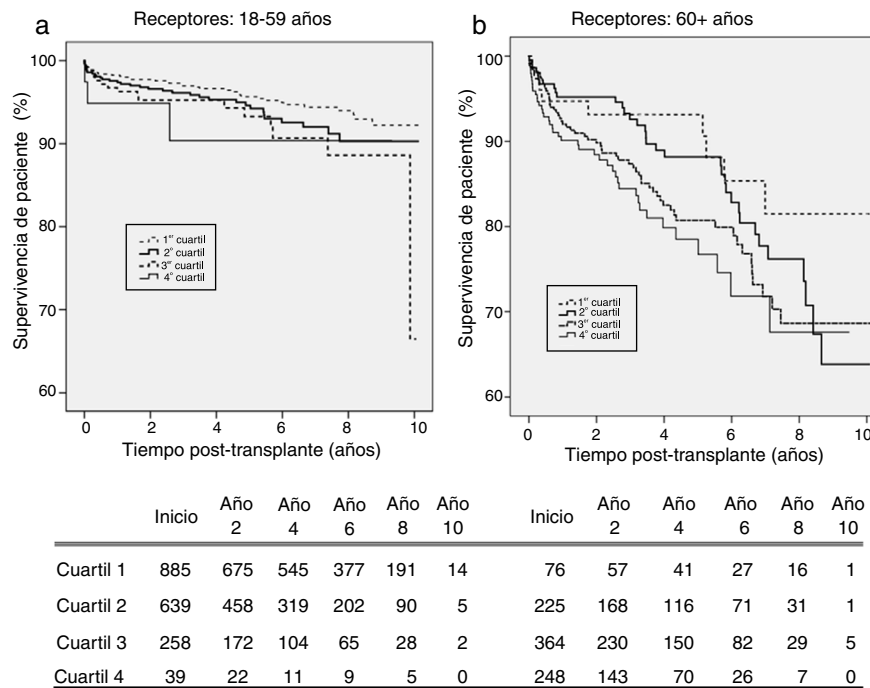 a
Receptores: 18-59 años
Supervivencia de paciente (%)
100
90
80
70
60
1er cuartil
2° cuartil
3er cuartil
4° cuartil
0 2 4 6 8 10
Tiempo post-transplante (años)
b
Receptores: 60+ años
Supervivencia de paciente (%)
100
90
80
70
60
1er cuartil
2° cuartil
3er cuartil
4° cuartil
0 2 4 6 8 10
Tiempo post-transplante (años)
Inicio Año 2 Año 4 Año 6 Año 8 Año 10 Inicio Año 2 Año 4 Año 6 Año 8 Año 10
Cuartil 1 885 675 545 377 191 14 76 57 41 27 16 1
Cuartil 2 639 458 319 202 90 5 225 168 116 71 31 1
Cuartil 3 258 172 104 65 28 2 364 230 150 82 29 5
Cuartil 4 39 22 11 9 5 0 248 143 70 26 7 0